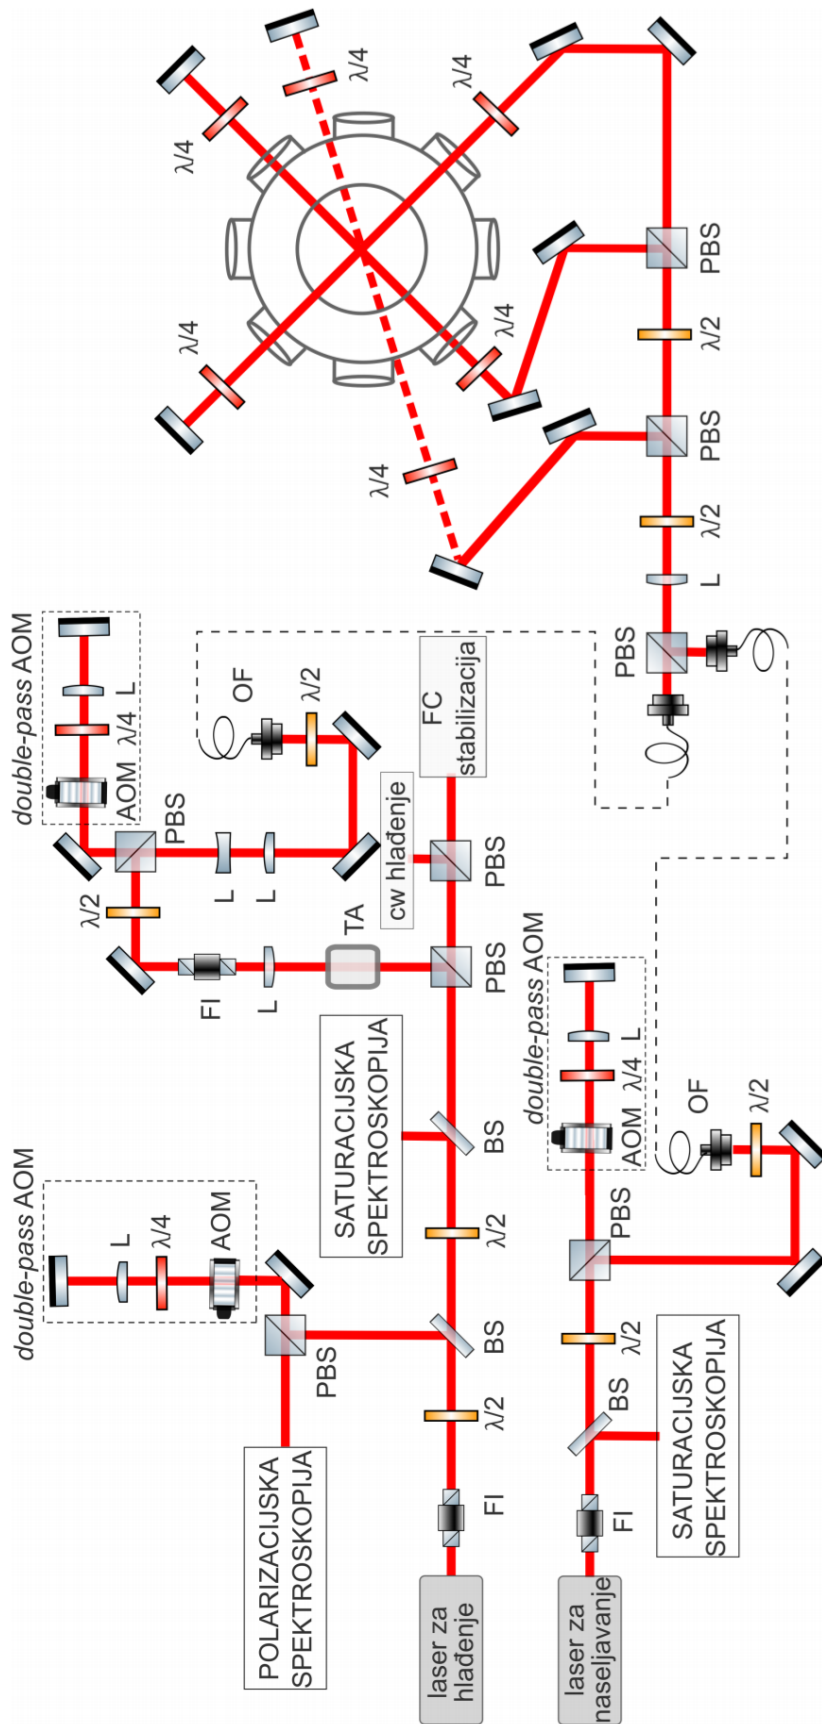 double-pass AOM
L
λ/4
AOM
PBS
POLARIZACIJSKA
SPEKTROSKOPIJA
laser za
hlađenje
FI
λ/2
BS
λ/2
BS
SATURACIJSKA
SPEKTROSKOPIJA
PBS
PBS
TA
L
FI
λ/2
PBS
L
L
double-pass AOM
AOM
λ/4
L
OF
λ/2
cw hlađenje
FC
stabilizacija
laser za
naseljavanje
FI
BS
SATURACIJSKA
SPEKTROSKOPIJA
λ/2
PBS
double-pass AOM
AOM
λ/4
L
OF
λ/2
PBS
L
λ/2
PBS
λ/2
PBS
λ/4
λ/4
λ/4
λ/4
λ/4
λ/4